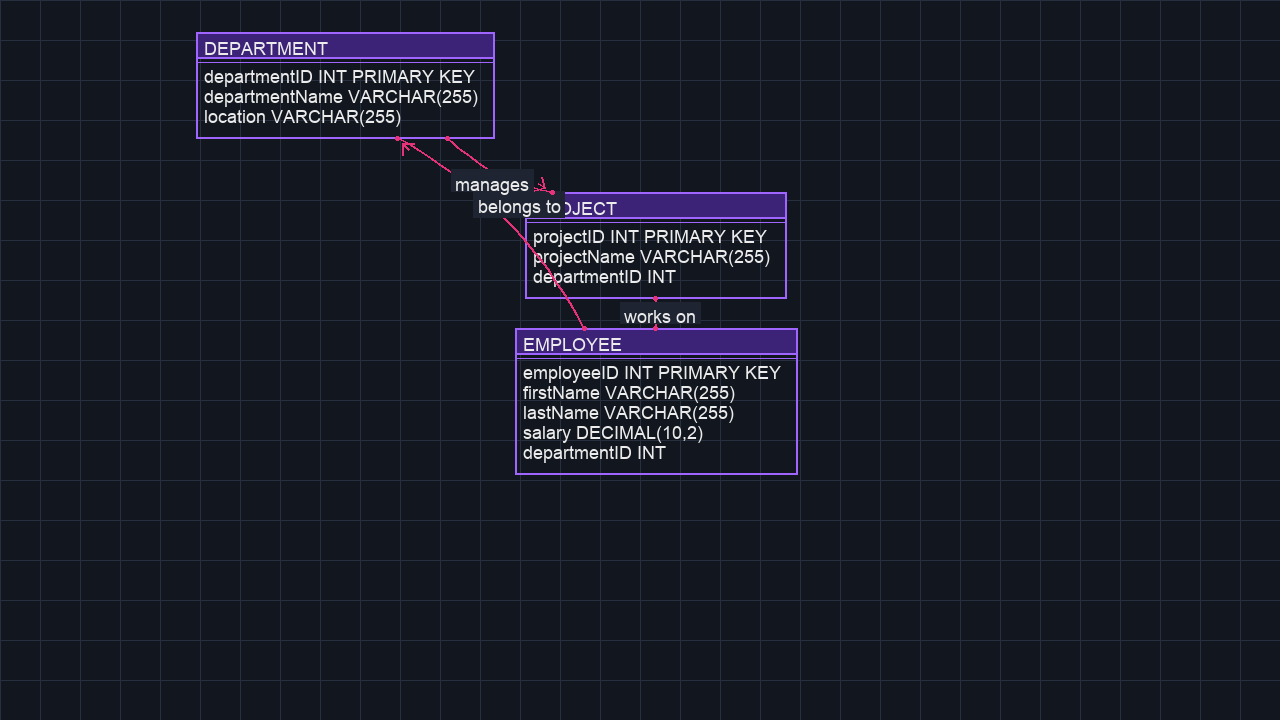 DEPARTMENT
departmentID INT PRIMARY KEY
departmentName VARCHAR(255)
location VARCHAR(255)
manages
belongs to
OJECT
projectID INT PRIMARY KEY
projectName VARCHAR(255)
departmentID INT
works on
EMPLOYEE
employeeID INT PRIMARY KEY
firstName VARCHAR(255)
lastName VARCHAR(255)
salary DECIMAL(10,2)
departmentID INT